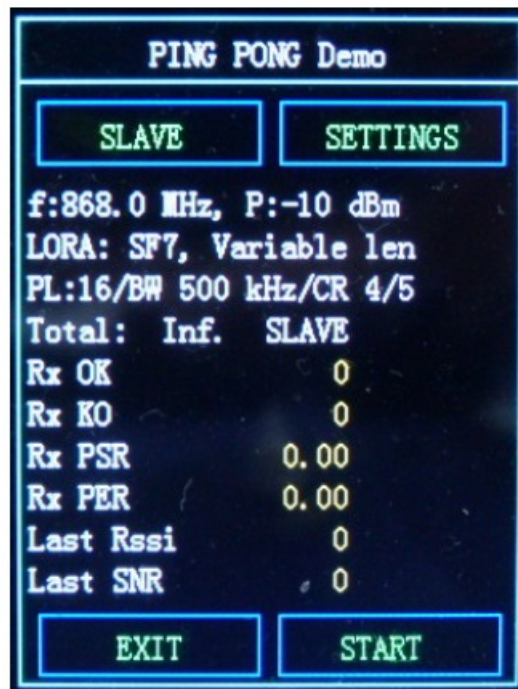 PING PONG Demo
SLAVE SETTINGS
f:868.0 MHz, P:-10 dBm
LORA: SF7, Variable len
PL:16/BW 500 kHz/CR 4/5
Total: Inf. SLAVE
Rx OK 0
Rx KO 0
Rx PSR 0.00
Rx PER 0.00
Last Rssi 0
Last SNR 0
EXIT START